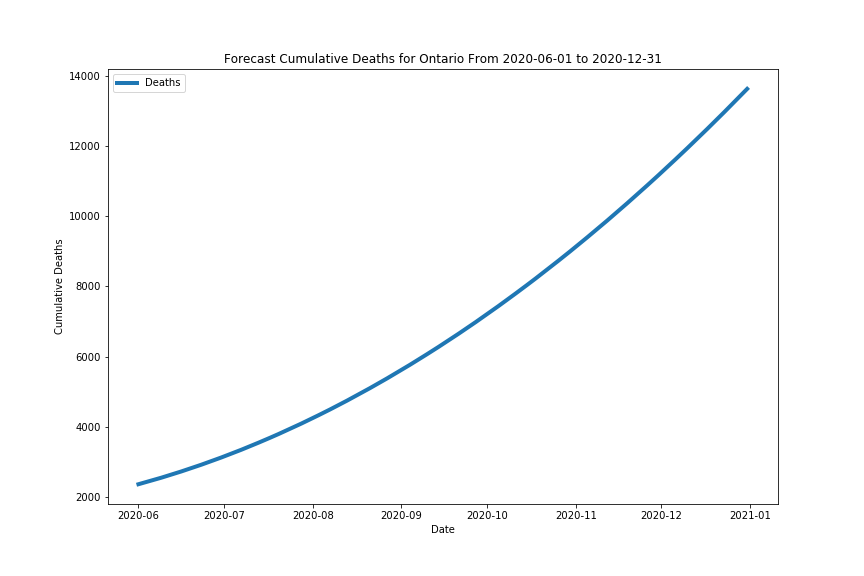 Forecast Cumulative Deaths for Ontario From 2020-06-01 to 2020-12-31
Deaths
14000
12000
10000
8000
6000
4000
2000
Cumulative Deaths
2020-06 2020-07 2020-08 2020-09 2020-10 2020-11 2020-12 2021-01
Date